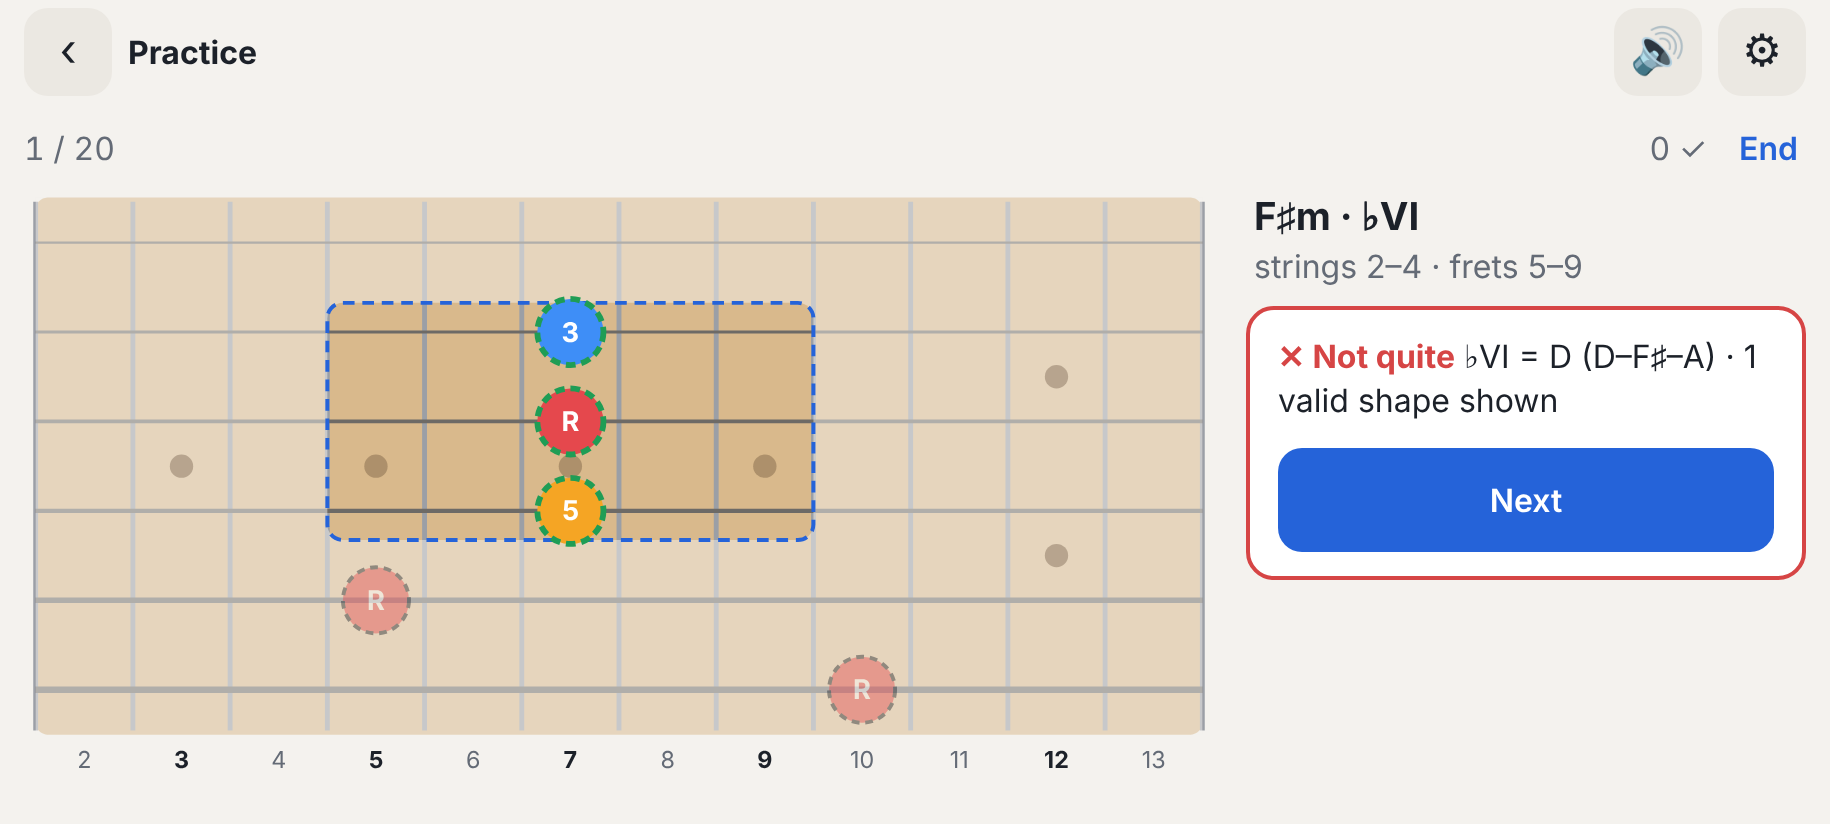 ‹ Practice
1 / 20
0 ✓ End
F♯m · ♭VI
strings 2–4 · frets 5–9
✕ Not quite ♭VI = D (D–F♯–A) · 1
valid shape shown
Next
3
R
5
R
R
2 3 4 5 6 7 8 9 10 11 12 13